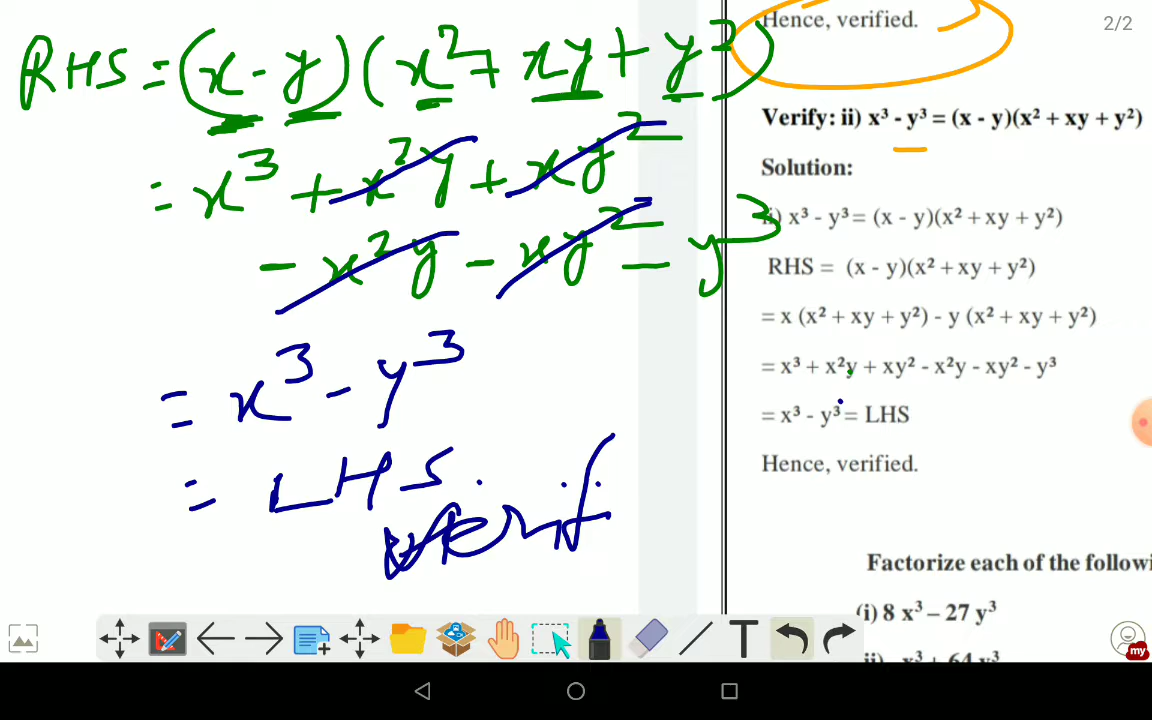 RHS = (x - y) (x² + xy + y²)
= x³ + x²y + xy²
- x²y - xy² - y³
= x³ - y³
= LHS.
verif
Hence, verified.
2/2
Verify: ii) x³ - y³ = (x - y)(x² + xy + y²)
Solution:
) x³ - y³ = (x - y)(x² + xy + y²)
RHS = (x - y)(x² + xy + y²)
= x (x² + xy + y²) - y (x² + xy + y²)
= x³ + x²y + xy² - x²y - xy² - y³
= x³ - y³ = LHS
Hence, verified.
Factorize each of the followi
(i) 8 x³ – 27 y³
T
my